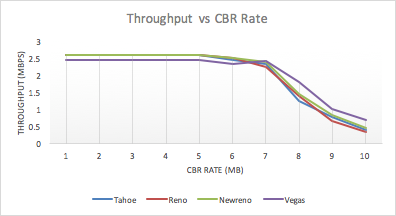 Throughput vs CBR Rate
THROUGHPUT (MBPS)
3
2.5
2
1.5
1
0.5
0
1 2 3 4 5 6 7 8 9 10
CBR RATE (MB)
Tahoe Reno Newreno Vegas